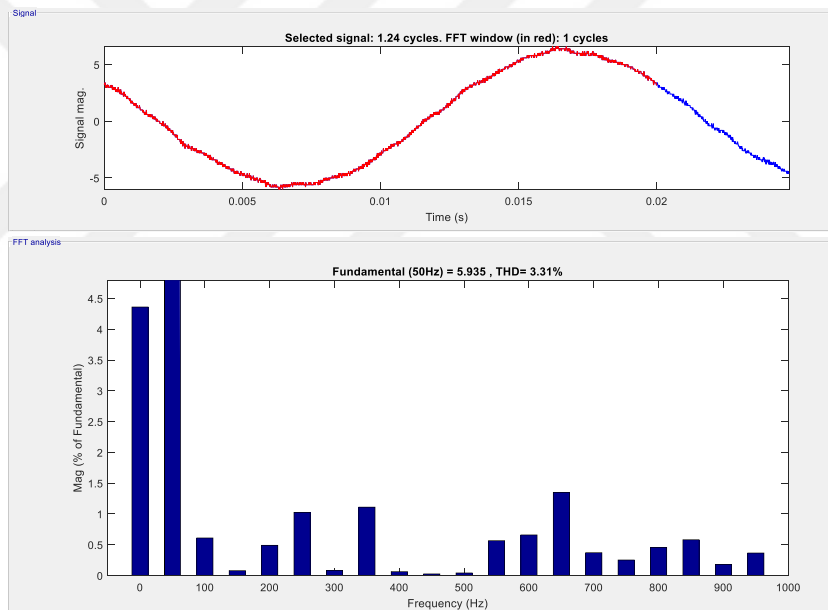 Signal
Selected signal: 1.24 cycles. FFT window (in red): 1 cycles
5
0
-5
Signal mag.
0 0.005 0.01 0.015 0.02
Time (s)
FFT analysis
Fundamental (50Hz) = 5.935 , THD= 3.31%
4.5
4
3.5
3
2.5
2
1.5
1
0.5
0
Mag (% of Fundamental)
0 100 200 300 400 500 600 700 800 900 1000
Frequency (Hz)